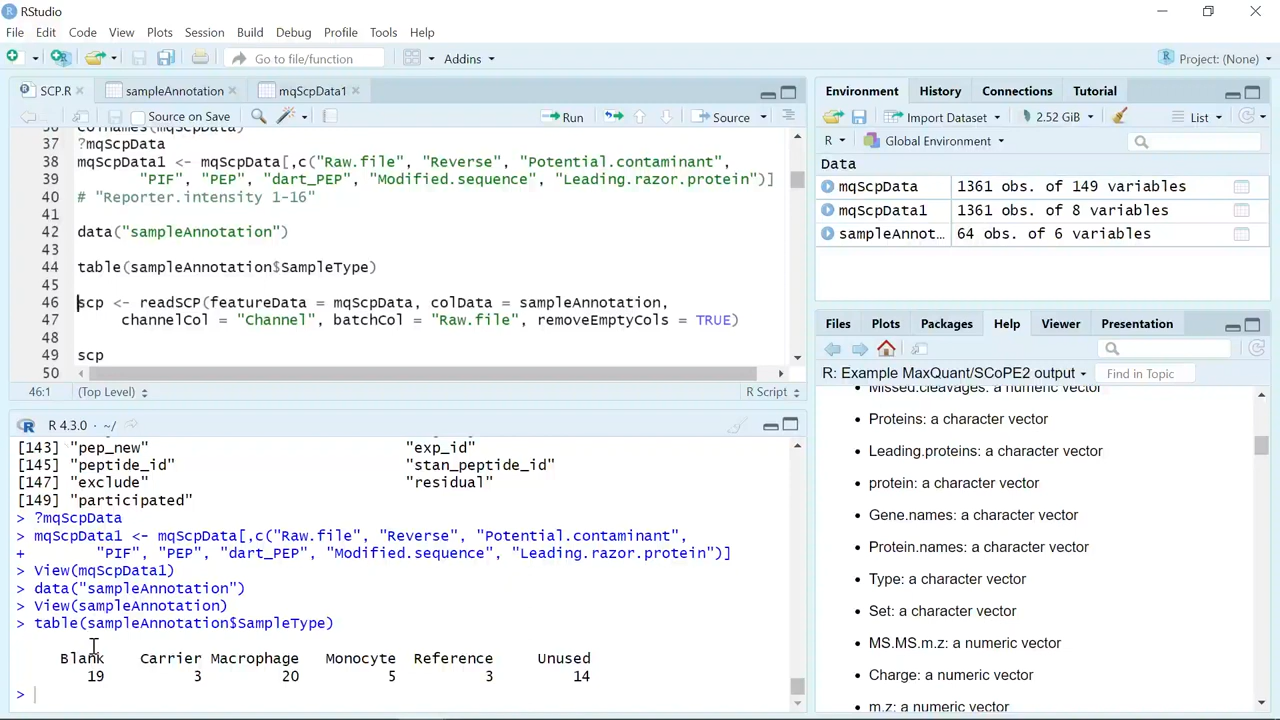 RStudio
File Edit Code View Plots Session Build Debug Profile Tools Help
Go to file/function Addins Project: (None)
SCP.R sampleAnnotation mqScpData1
Source on Save Run Source
36 colnames(mqScpData)
37 ?mqScpData
38 mqScpData1 <- mqScpData[,c("Raw.file", "Reverse", "Potential.contaminant",
39 "PIF", "PEP", "dart_PEP", "Modified.sequence", "Leading.razor.protein")]
40 # "Reporter.intensity 1-16"
41
42 data("sampleAnnotation")
43
44 table(sampleAnnotation$SampleType)
45
46 scp <- readSCP(featureData = mqScpData, colData = sampleAnnotation,
47 channelCol = "Channel", batchCol = "Raw.file", removeEmptyCols = TRUE)
48
49 scp
50
46:1 (Top Level) R Script
R 4.3.0 · ~/
[143] "pep_new" "exp_id"
[145] "peptide_id" "stan_peptide_id"
[147] "exclude" "residual"
[149] "participated"
> ?mqScpData
> mqScpData1 <- mqScpData[,c("Raw.file", "Reverse", "Potential.contaminant",
+ "PIF", "PEP", "dart_PEP", "Modified.sequence", "Leading.razor.protein")]
> View(mqScpData1)
> data("sampleAnnotation")
> View(sampleAnnotation)
> table(sampleAnnotation$SampleType)
Blank Carrier Macrophage Monocyte Reference Unused
19 3 20 5 3 14
>
Environment History Connections Tutorial
Import Dataset 2.52 GiB List
R Global Environment
Data
mqScpData 1361 obs. of 149 variables
mqScpData1 1361 obs. of 8 variables
sampleAnnot... 64 obs. of 6 variables
Files Plots Packages Help Viewer Presentation
R: Example MaxQuant/SCoPE2 output Find in Topic
Missed.cleavages: a numeric vector
• Proteins: a character vector
• Leading.proteins: a character vector
• protein: a character vector
• Gene.names: a character vector
• Protein.names: a character vector
• Type: a character vector
• Set: a character vector
• MS.MS.m.z: a numeric vector
• Charge: a numeric vector
• m.z: a numeric vector